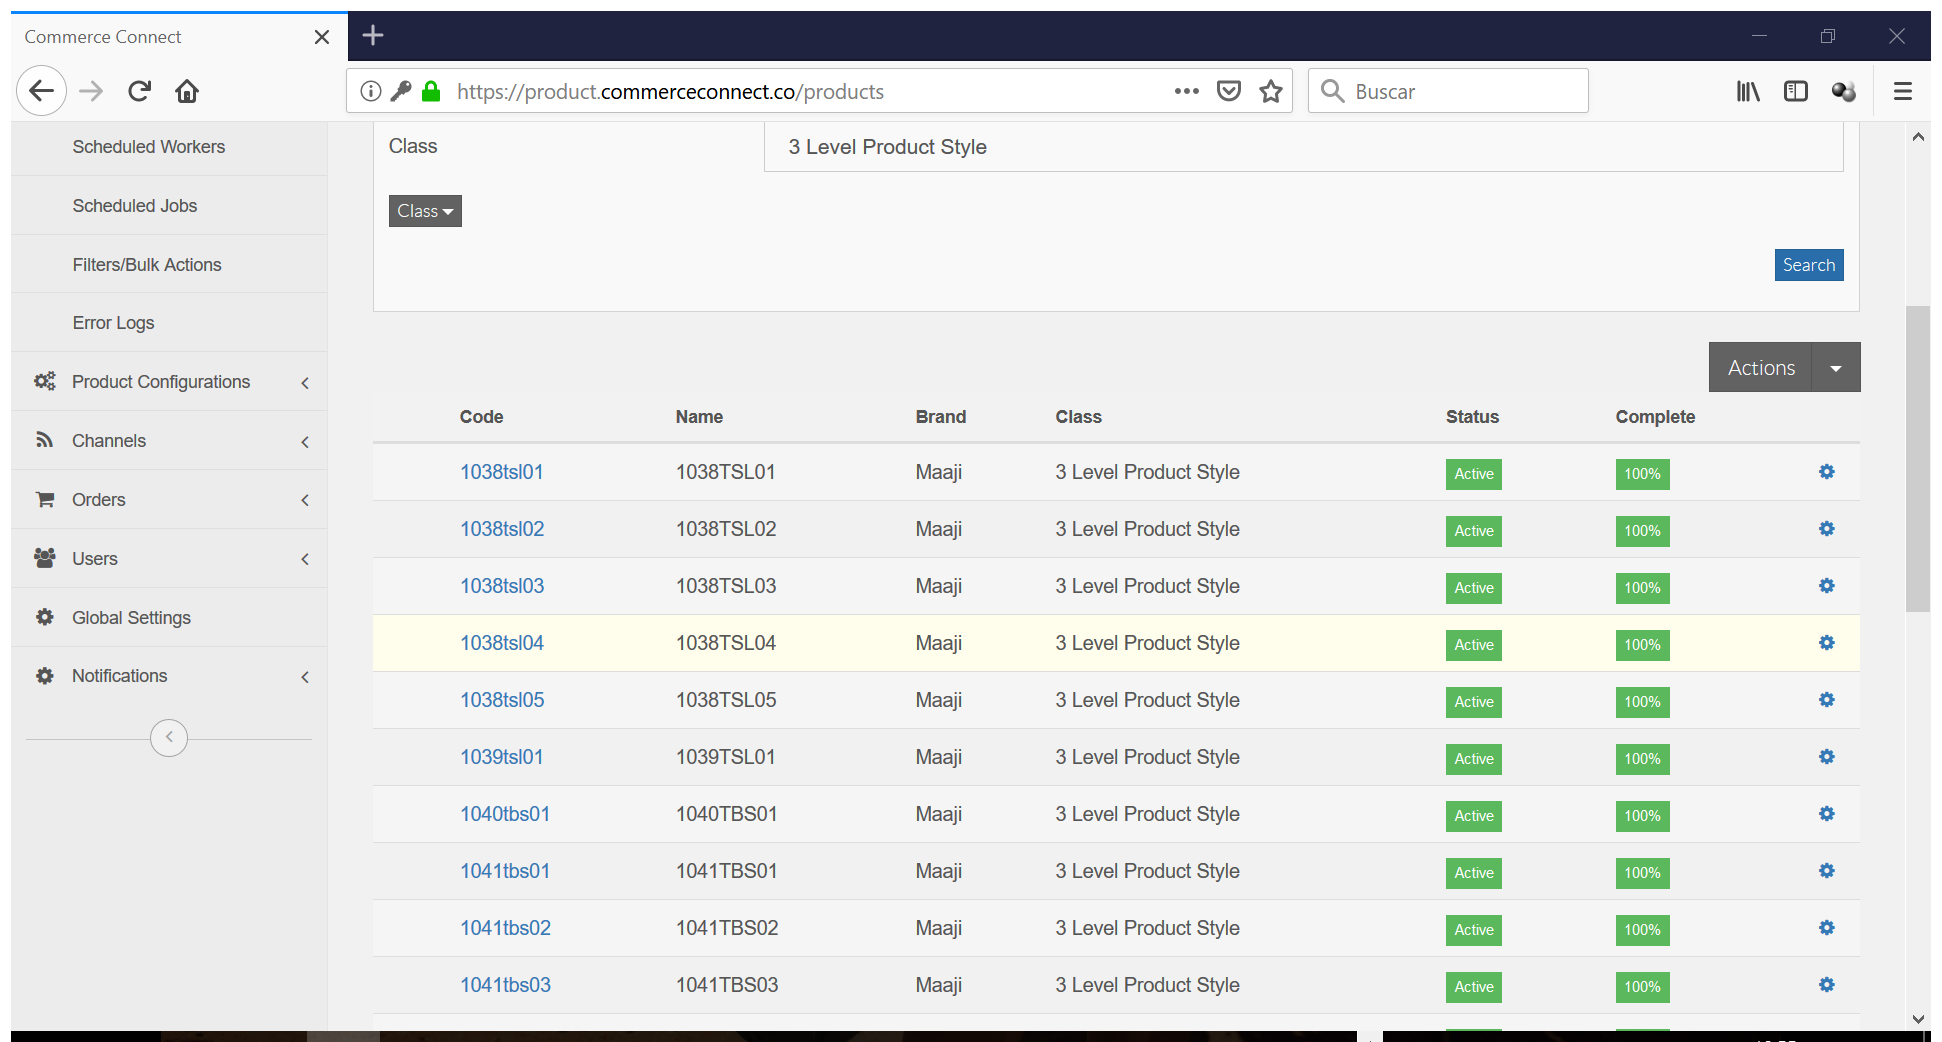 Commerce Connect
https://product.commerceconnect.co/products
Buscar
Scheduled Workers
Scheduled Jobs
Filters/Bulk Actions
Error Logs
Product Configurations
Channels
Orders
Users
Global Settings
Notifications
Class 3 Level Product Style
Class
Search
Actions
Code Name Brand Class Status Complete
1038tsl01 1038TSL01 Maaji 3 Level Product Style Active 100%
1038tsl02 1038TSL02 Maaji 3 Level Product Style Active 100%
1038tsl03 1038TSL03 Maaji 3 Level Product Style Active 100%
1038tsl04 1038TSL04 Maaji 3 Level Product Style Active 100%
1038tsl05 1038TSL05 Maaji 3 Level Product Style Active 100%
1039tsl01 1039TSL01 Maaji 3 Level Product Style Active 100%
1040tbs01 1040TBS01 Maaji 3 Level Product Style Active 100%
1041tbs01 1041TBS01 Maaji 3 Level Product Style Active 100%
1041tbs02 1041TBS02 Maaji 3 Level Product Style Active 100%
1041tbs03 1041TBS03 Maaji 3 Level Product Style Active 100%